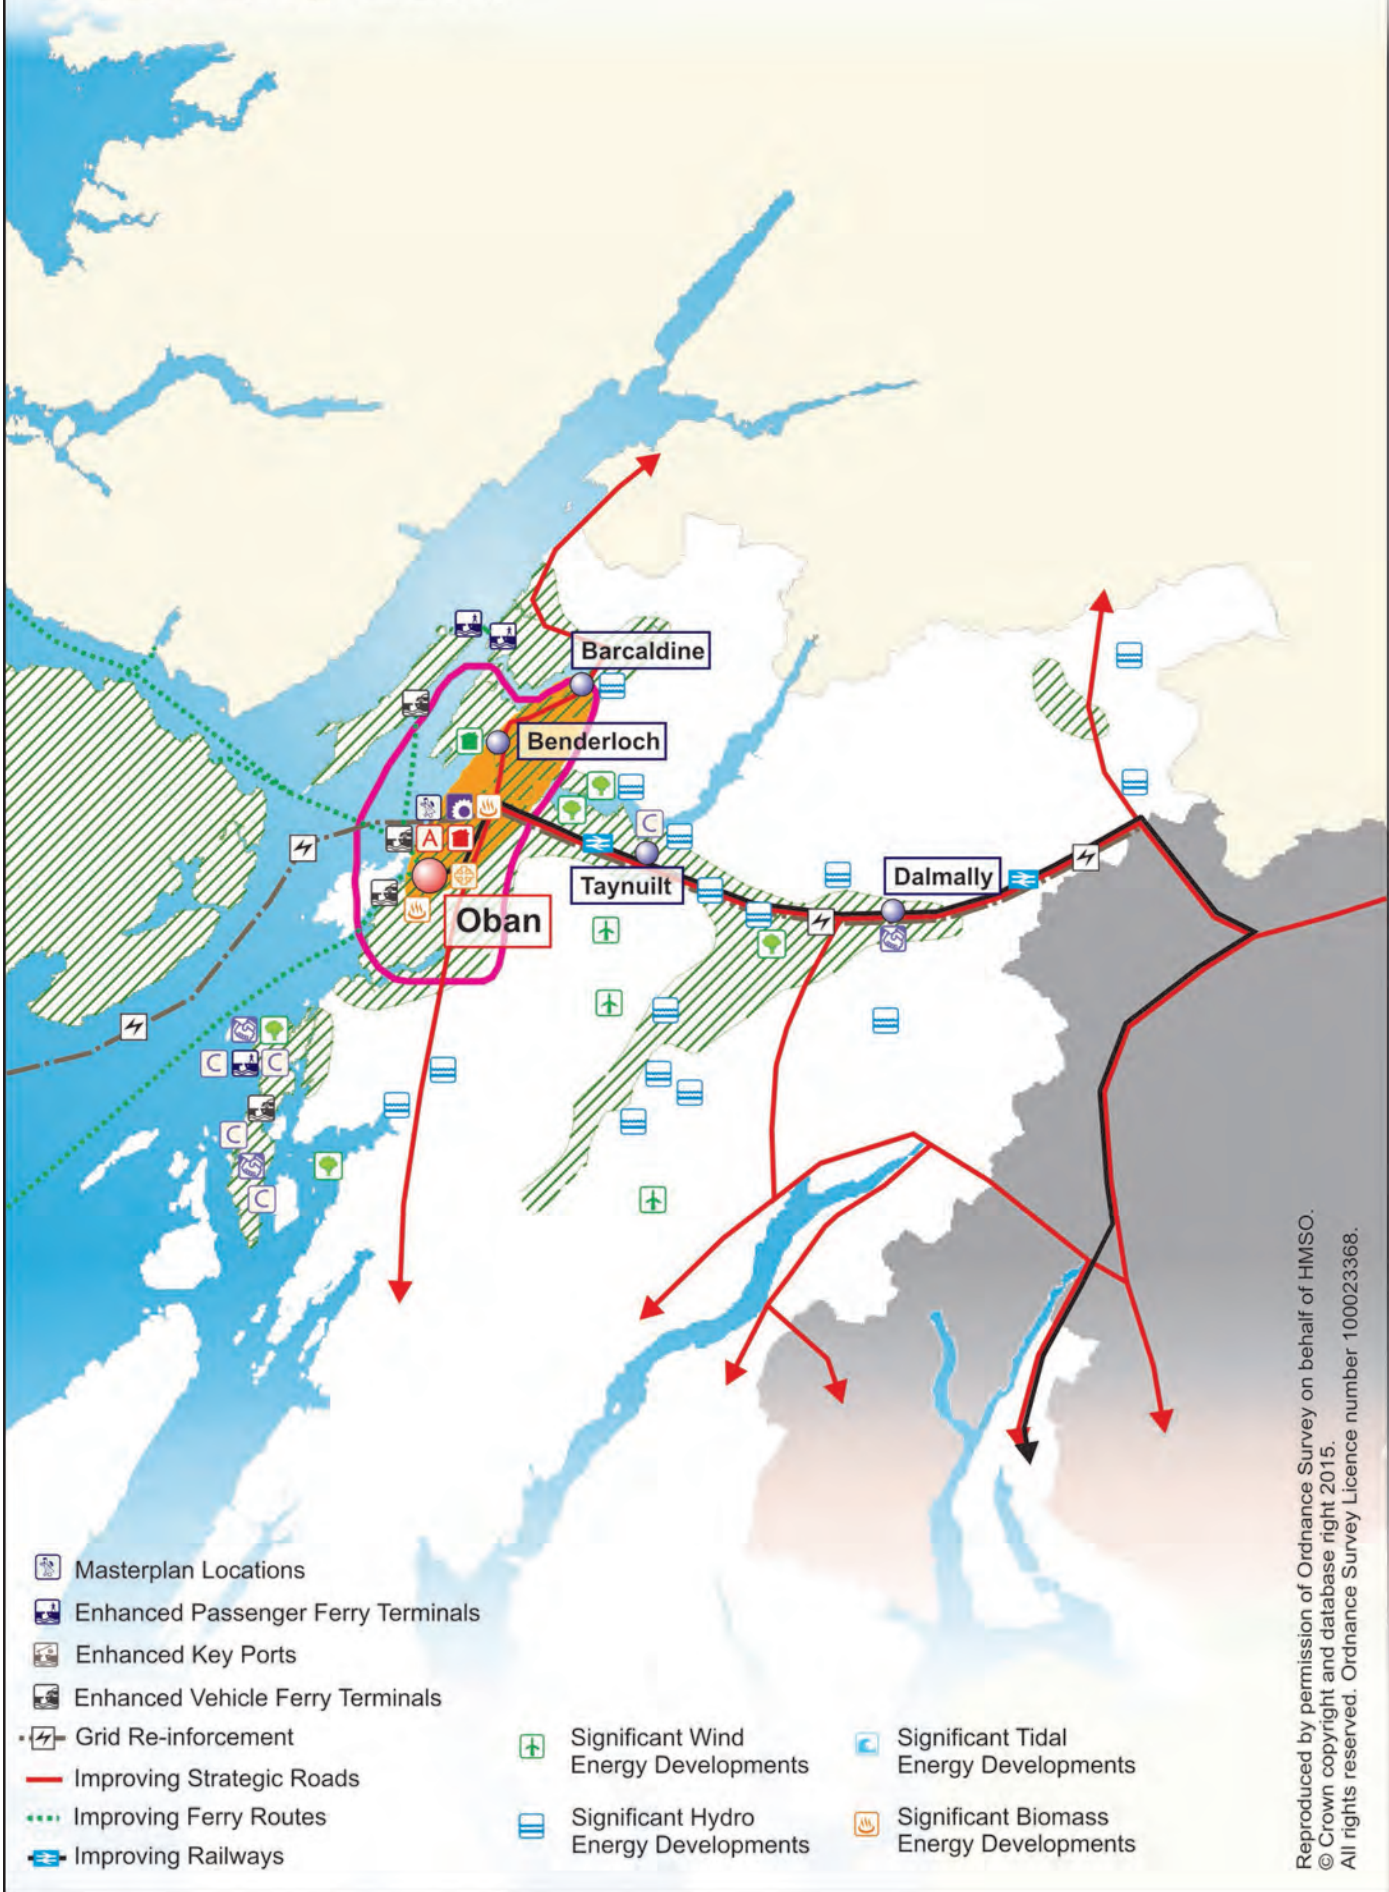 Barcaldine
Benderloch
C
A
Taynuilt
Dalmally
Oban
C
C
C
C
Masterplan Locations
Enhanced Passenger Ferry Terminals
Enhanced Key Ports
Enhanced Vehicle Ferry Terminals
Grid Re-inforcement
Improving Strategic Roads
Improving Ferry Routes
Improving Railways
Significant Wind
Energy Developments
Significant Hydro
Energy Developments
Significant Tidal
Energy Developments
Significant Biomass
Energy Developments
Reproduced by permission of Ordnance Survey on behalf of HMSO.
© Crown copyright and database right 2015.
All rights reserved. Ordnance Survey Licence number 100023368.